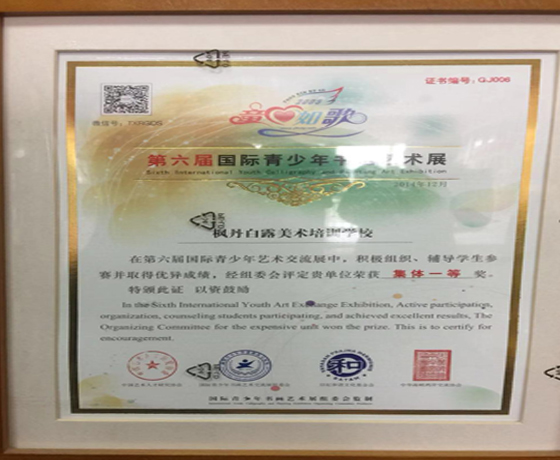 证书编号：GJ006
童心如歌
微信号：YXRGQS
第六届国际青少年书画艺术展
Sixth International Youth Calligraphy and Painting Art Exhibition
2014年12月
枫丹白露美术培训学校
在第六届国际青少年艺术交流展中，积极组织、辅导学生参
赛并取得优异成绩，经组委会评定贵单位荣获 集体一等 奖。
特颁此证 以资鼓励
In the Sixth International Youth Art Exchange Exhibition, Active participation,
organization, counseling students participating, and achieved excellent results, The
Organizing Committee for the expensive unit won the prize. This is to certify for
encouragement.
和
国际青少年书画艺术展组委会监制